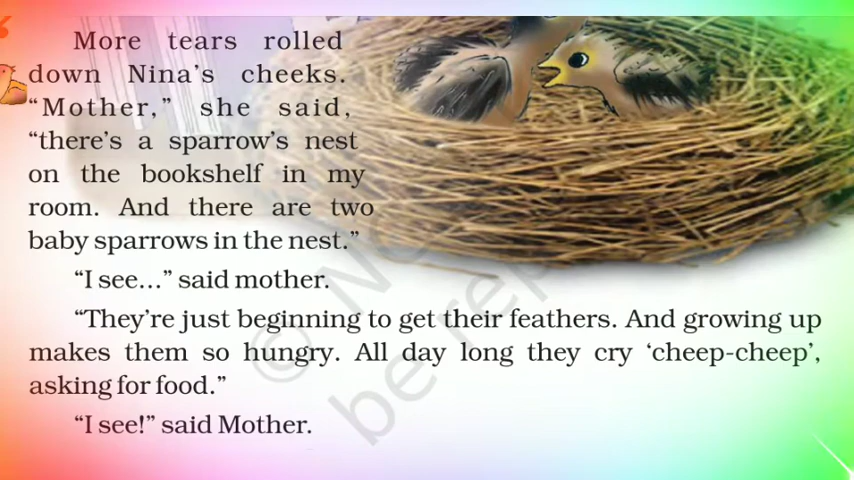 More tears rolled
down Nina's cheeks.
“Mother,” she said,
“there's a sparrow's nest
on the bookshelf in my
room. And there are two
baby sparrows in the nest.”
“I see...” said mother.
“They're just beginning to get their feathers. And growing up
makes them so hungry. All day long they cry ‘cheep-cheep’,
asking for food.”
“I see!” said Mother.
© N
be rep